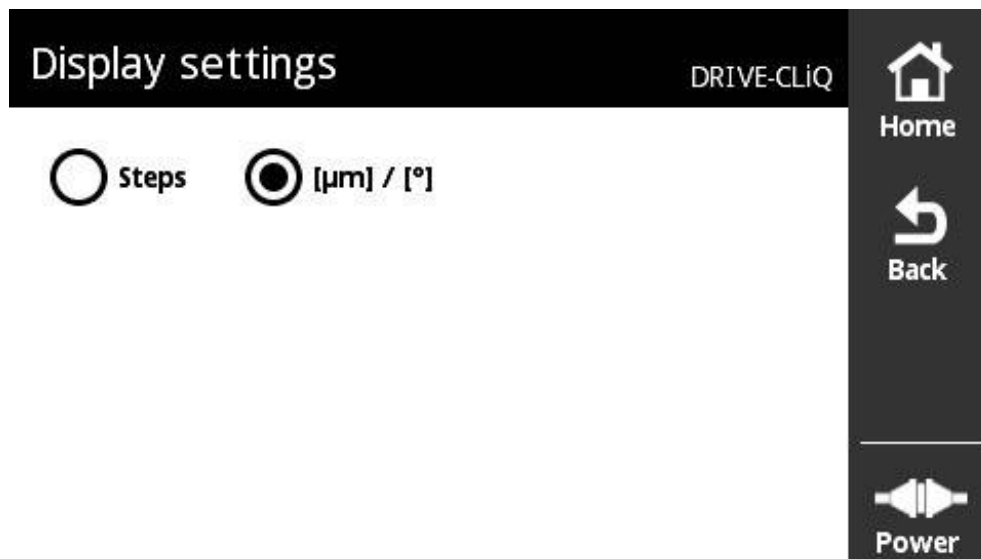 Display settings
DRIVE-CLiQ
Steps
[µm] / [°]
Home
Back
Power